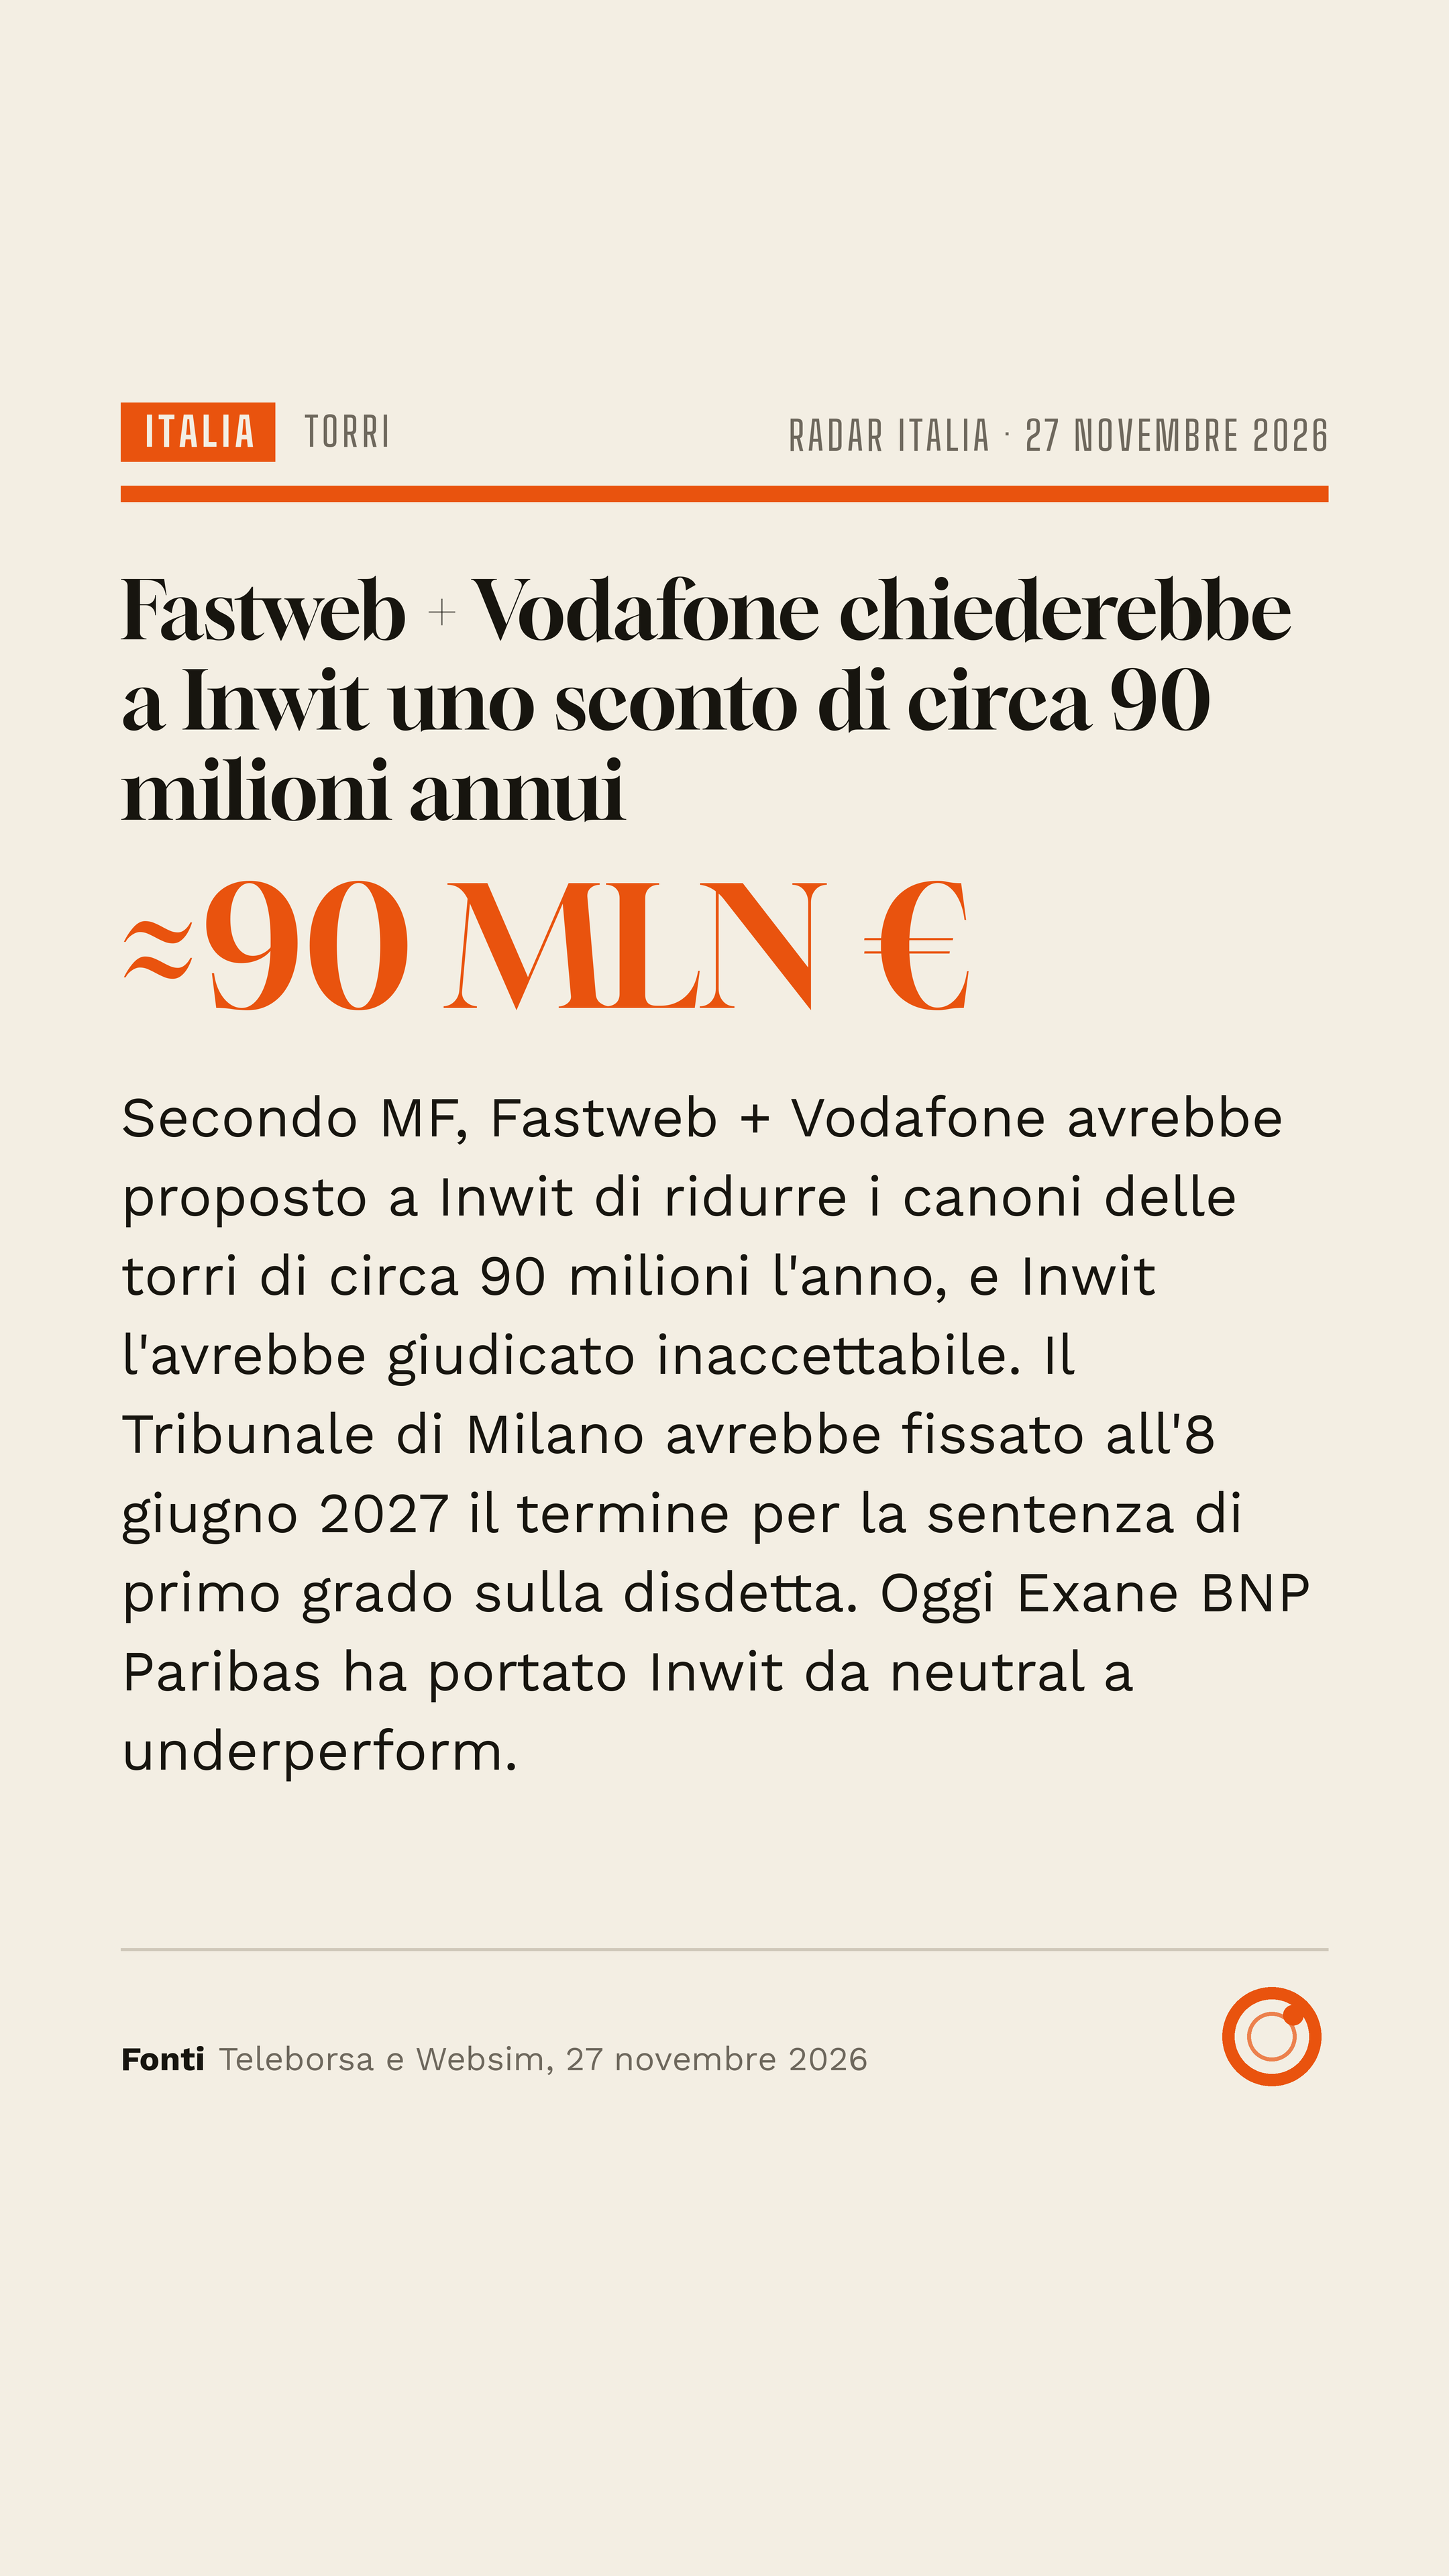 ITALIA TORRI RADAR ITALIA · 27 NOVEMBRE 2026
Fastweb + Vodafone chiederebbe
a Inwit uno sconto di circa 90
milioni annui
≈90 MLN €
Secondo MF, Fastweb + Vodafone avrebbe
proposto a Inwit di ridurre i canoni delle
torri di circa 90 milioni l'anno, e Inwit
l'avrebbe giudicato inaccettabile. Il
Tribunale di Milano avrebbe fissato all'8
giugno 2027 il termine per la sentenza di
primo grado sulla disdetta. Oggi Exane BNP
Paribas ha portato Inwit da neutral a
underperform.
Fonti Teleborsa e Websim, 27 novembre 2026